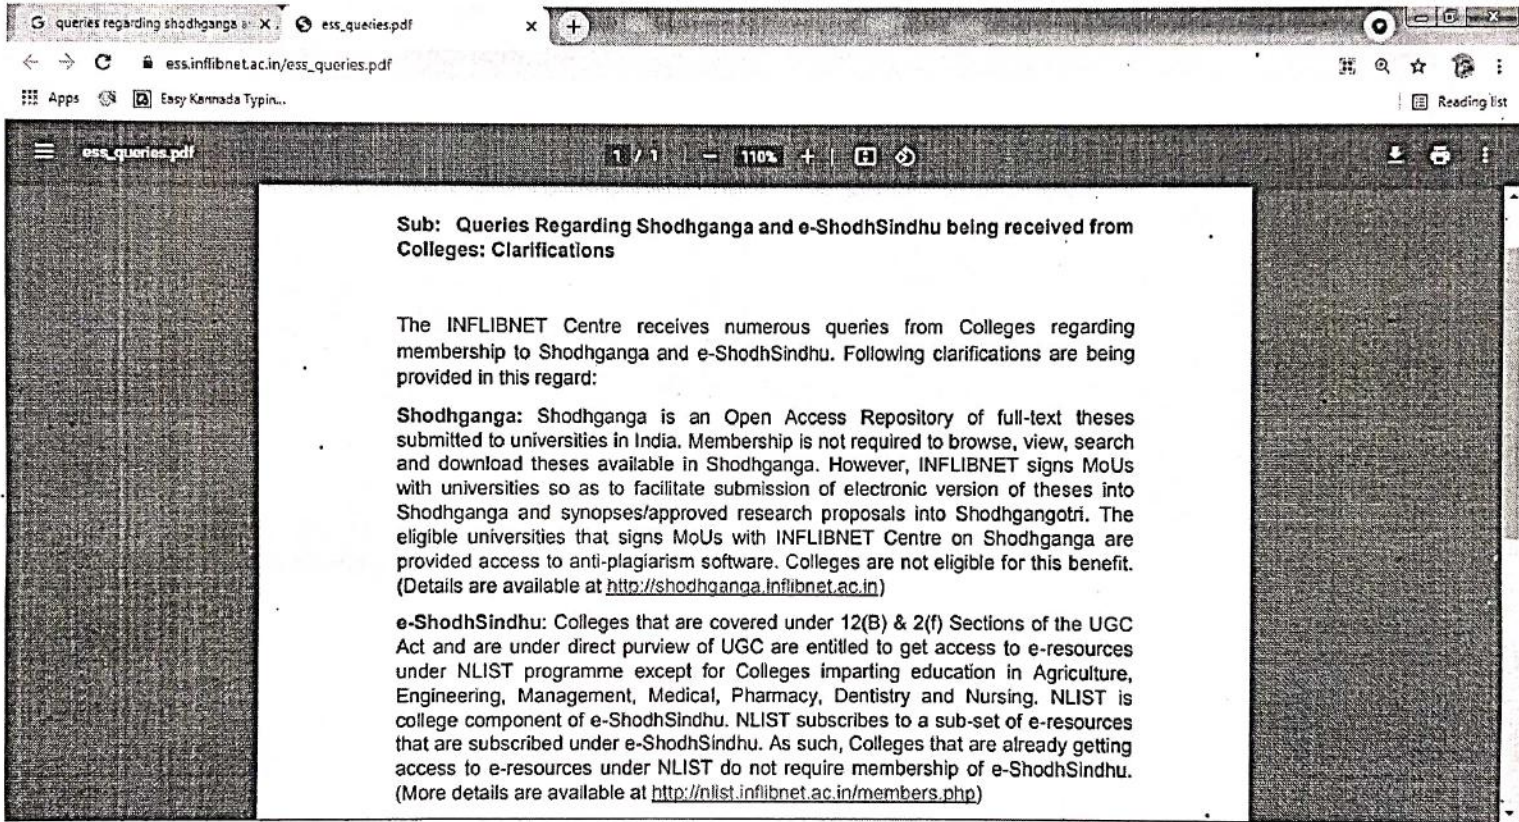 queries regarding shodhganga a
ess_queries.pdf
ess.inflibnet.ac.in/ess_queries.pdf
Apps
Easy Kannada Typin...
Reading list
ess_queries.pdf
1 / 1
110%
Sub: Queries Regarding Shodhganga and e-ShodhSindhu being received from
Colleges: Clarifications
The INFLIBNET Centre receives numerous queries from Colleges regarding
membership to Shodhganga and e-ShodhSindhu. Following clarifications are being
provided in this regard:
Shodhganga: Shodhganga is an Open Access Repository of full-text theses
submitted to universities in India. Membership is not required to browse, view, search
and download theses available in Shodhganga. However, INFLIBNET signs MoUs
with universities so as to facilitate submission of electronic version of theses into
Shodhganga and synopses/approved research proposals into Shodhgangotri. The
eligible universities that signs MoUs with INFLIBNET Centre on Shodhganga are
provided access to anti-plagiarism software. Colleges are not eligible for this benefit.
(Details are available at http://shodhganga.inflibnet.ac.in)
e-ShodhSindhu: Colleges that are covered under 12(B) & 2(f) Sections of the UGC
Act and are under direct purview of UGC are entitled to get access to e-resources
under NLIST programme except for Colleges imparting education in Agriculture,
Engineering, Management, Medical, Pharmacy, Dentistry and Nursing. NLIST is
college component of e-ShodhSindhu. NLIST subscribes to a sub-set of e-resources
that are subscribed under e-ShodhSindhu. As such, Colleges that are already getting
access to e-resources under NLIST do not require membership of e-ShodhSindhu.
(More details are available at http://nlist.inflibnet.ac.in/members.php)